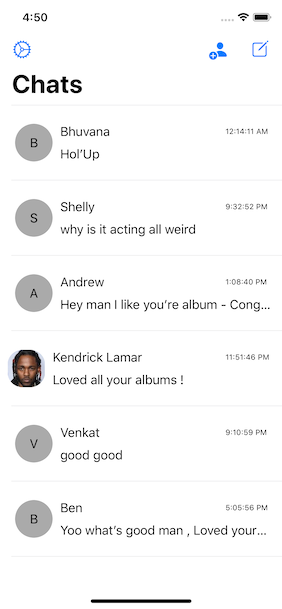 4:50
Chats
B
Bhuvana
12:14:11 AM
Hol’Up
S
Shelly
9:32:52 PM
why is it acting all weird
A
Andrew
1:08:40 PM
Hey man I like you’re album - Cong...
Kendrick Lamar
11:51:46 PM
Loved all your albums !
V
Venkat
9:10:59 PM
good good
B
Ben
5:05:56 PM
Yoo what’s good man , Loved your...